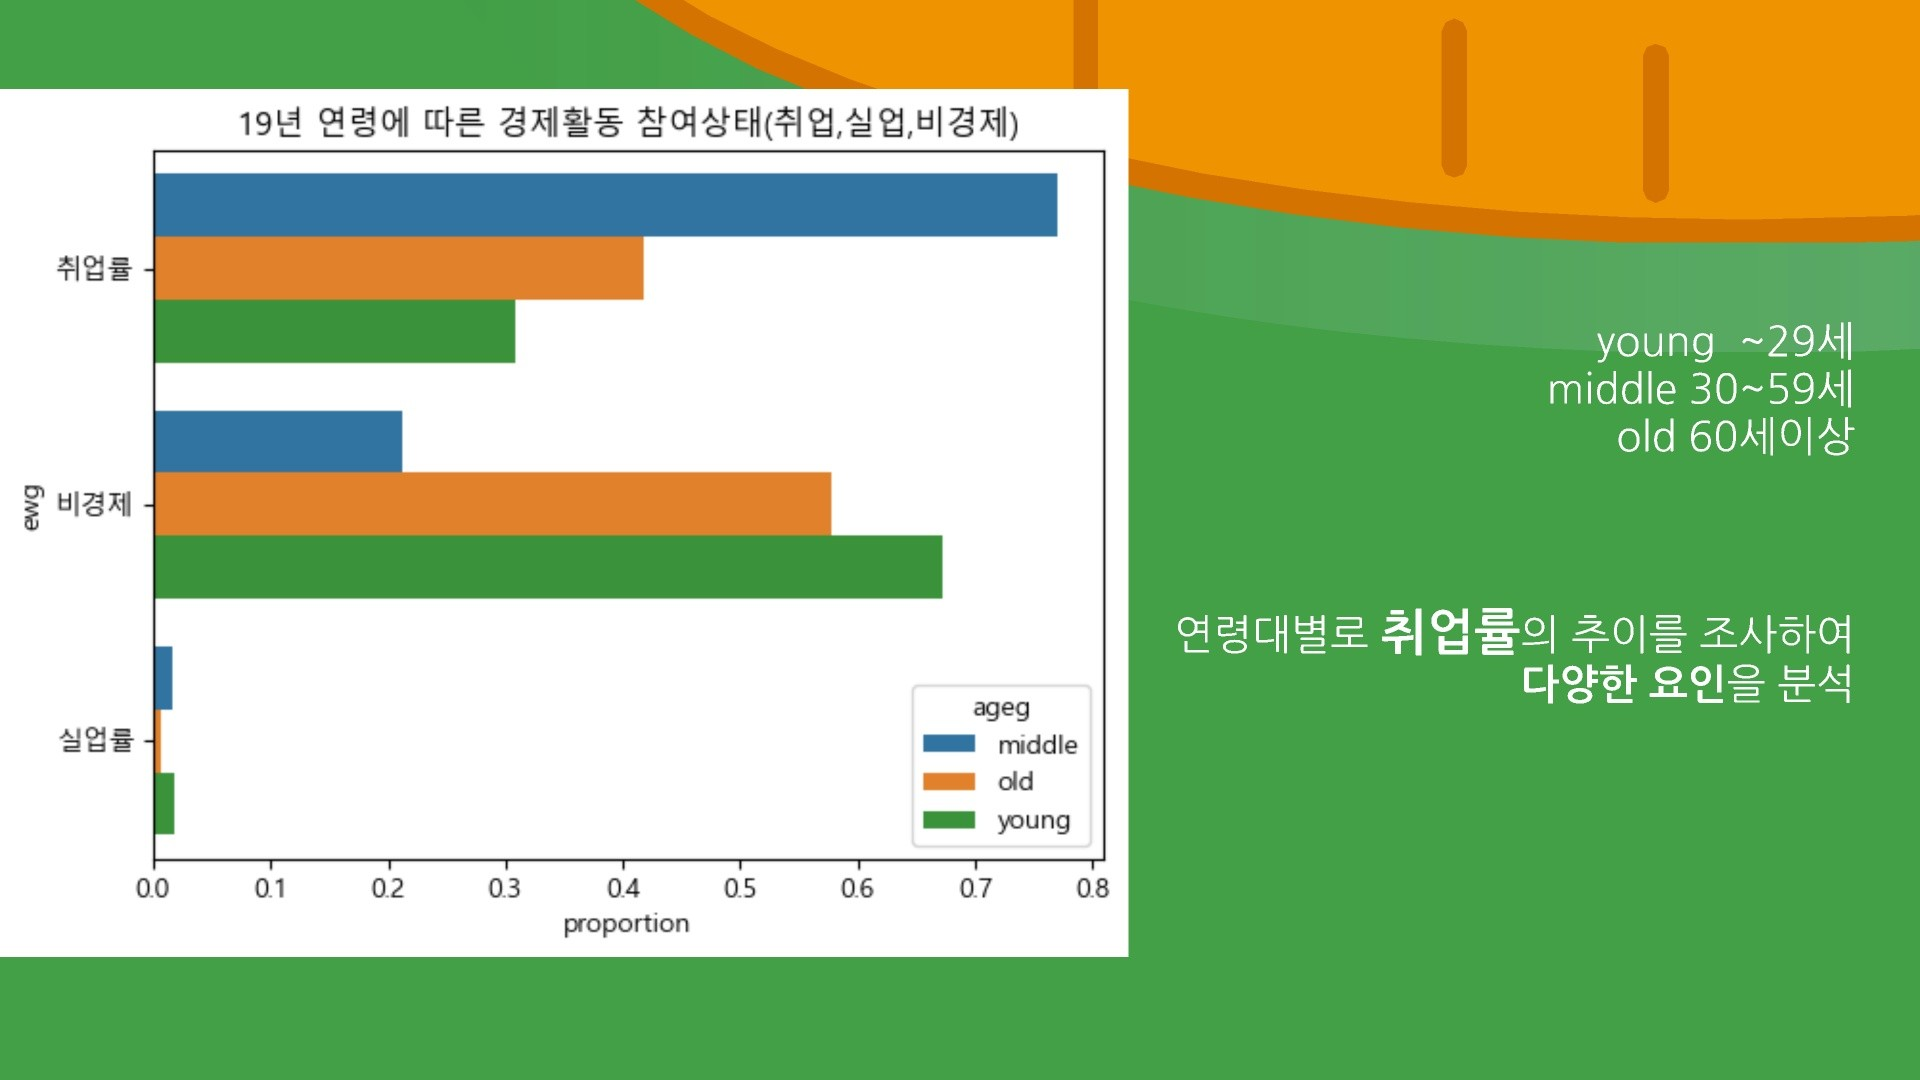 19년 연령에 따른 경제활동 참여상태(취업,실업,비경제)
취업률
비경제
실업률
ewg
ageg
middle
old
young
0.0 0.1 0.2 0.3 0.4 0.5 0.6 0.7 0.8
proportion
young ~29세
middle 30~59세
old 60세이상
연령대별로 취업률의 추이를 조사하여
다양한 요인을 분석